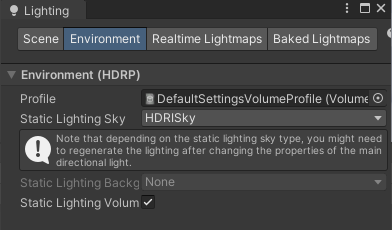 Lighting
Scene Environment Realtime Lightmaps Baked Lightmaps
Environment (HDRP)
Profile DefaultSettingsVolumeProfile (Volume
Static Lighting Sky HDRISky
Note that depending on the static lighting sky type, you might need
to regenerate the lighting after changing the properties of the main
directional light.
Static Lighting Backg None
Static Lighting Volum